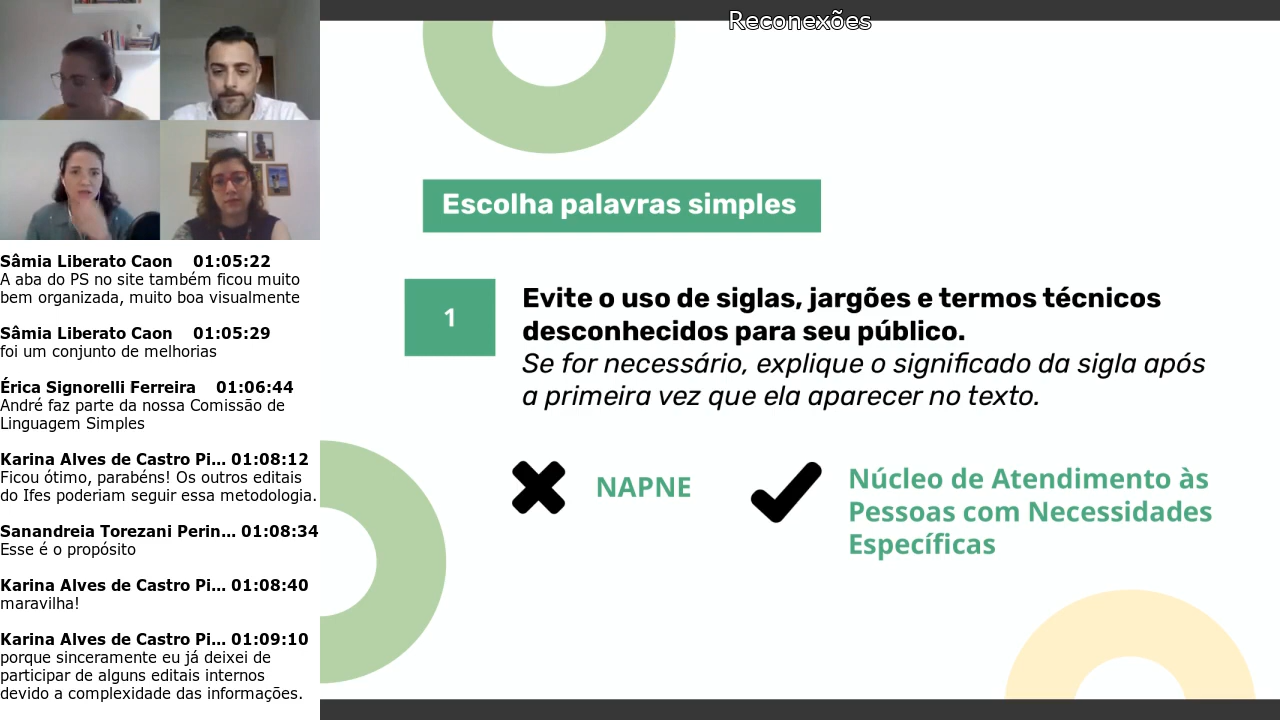 Reconexões
Sâmia Liberato Caon 01:05:22
A aba do PS no site também ficou muito
bem organizada, muito boa visualmente
Sâmia Liberato Caon 01:05:29
foi um conjunto de melhorias
Érica Signorelli Ferreira 01:06:44
André faz parte da nossa Comissão de
Linguagem Simples
Karina Alves de Castro Pi... 01:08:12
Ficou ótimo, parabéns! Os outros editais
do Ifes poderiam seguir essa metodologia.
Sanandreia Torezani Perin... 01:08:34
Esse é o propósito
Karina Alves de Castro Pi... 01:08:40
maravilha!
Karina Alves de Castro Pi... 01:09:10
porque sinceramente eu já deixei de
participar de alguns editais internos
devido a complexidade das informações.
Escolha palavras simples
1
Evite o uso de siglas, jargões e termos técnicos
desconhecidos para seu público.
Se for necessário, explique o significado da sigla após
a primeira vez que ela aparecer no texto.
NAPNE
Núcleo de Atendimento às
Pessoas com Necessidades
Específicas